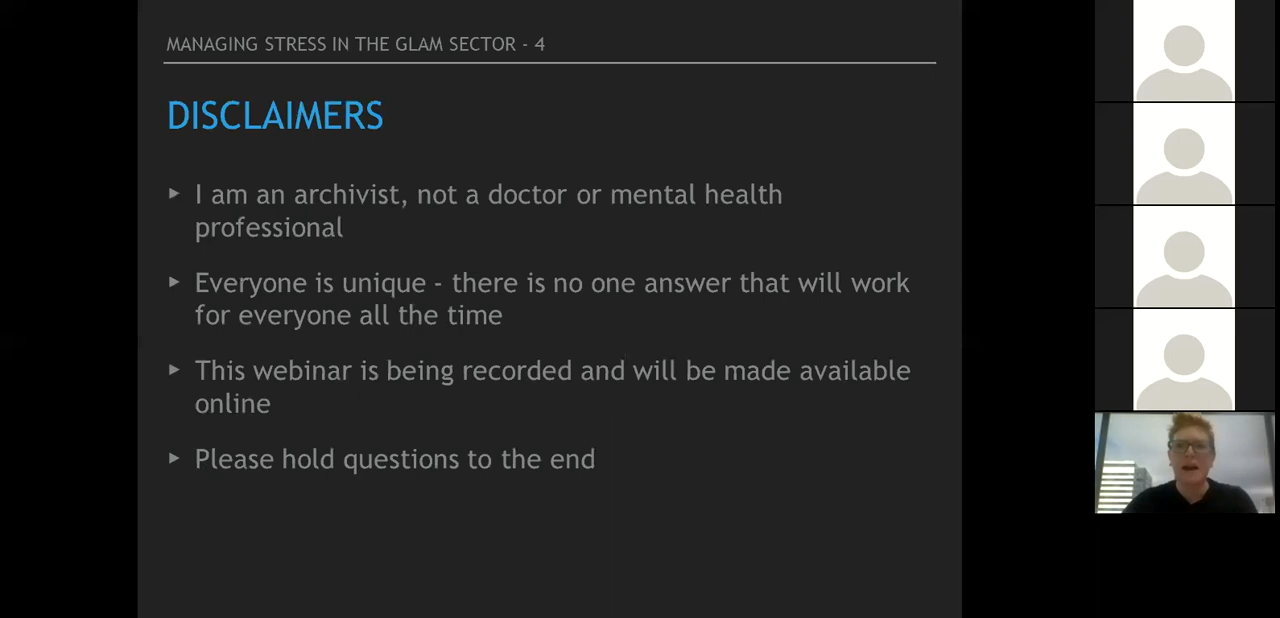 MANAGING STRESS IN THE GLAM SECTOR - 4
DISCLAIMERS
▸ I am an archivist, not a doctor or mental health
professional
▸ Everyone is unique - there is no one answer that will work
for everyone all the time
▸ This webinar is being recorded and will be made available
online
▸ Please hold questions to the end